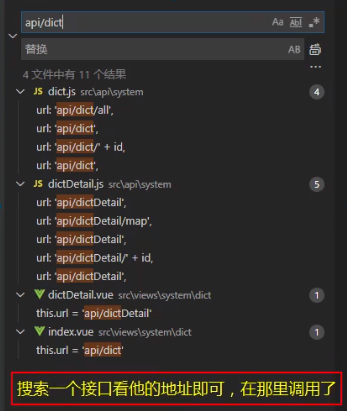 api/dict
Aa
ab
.*
替换
AB
...
4 文件中有 11 个结果
JS dict.js src\api\system 4
url: 'api/dict/all',
url: 'api/dict',
url: 'api/dict/' + id,
url: 'api/dict',
JS dictDetail.js src\api\system 5
url: 'api/dictDetail',
url: 'api/dictDetail/map',
url: 'api/dictDetail',
url: 'api/dictDetail/' + id,
url: 'api/dictDetail',
dictDetail.vue src\views\system\dict 1
this.url = 'api/dictDetail'
index.vue src\views\system\dict 1
this.url = 'api/dict'
搜索一个接口看他的地址即可，在那里调用了